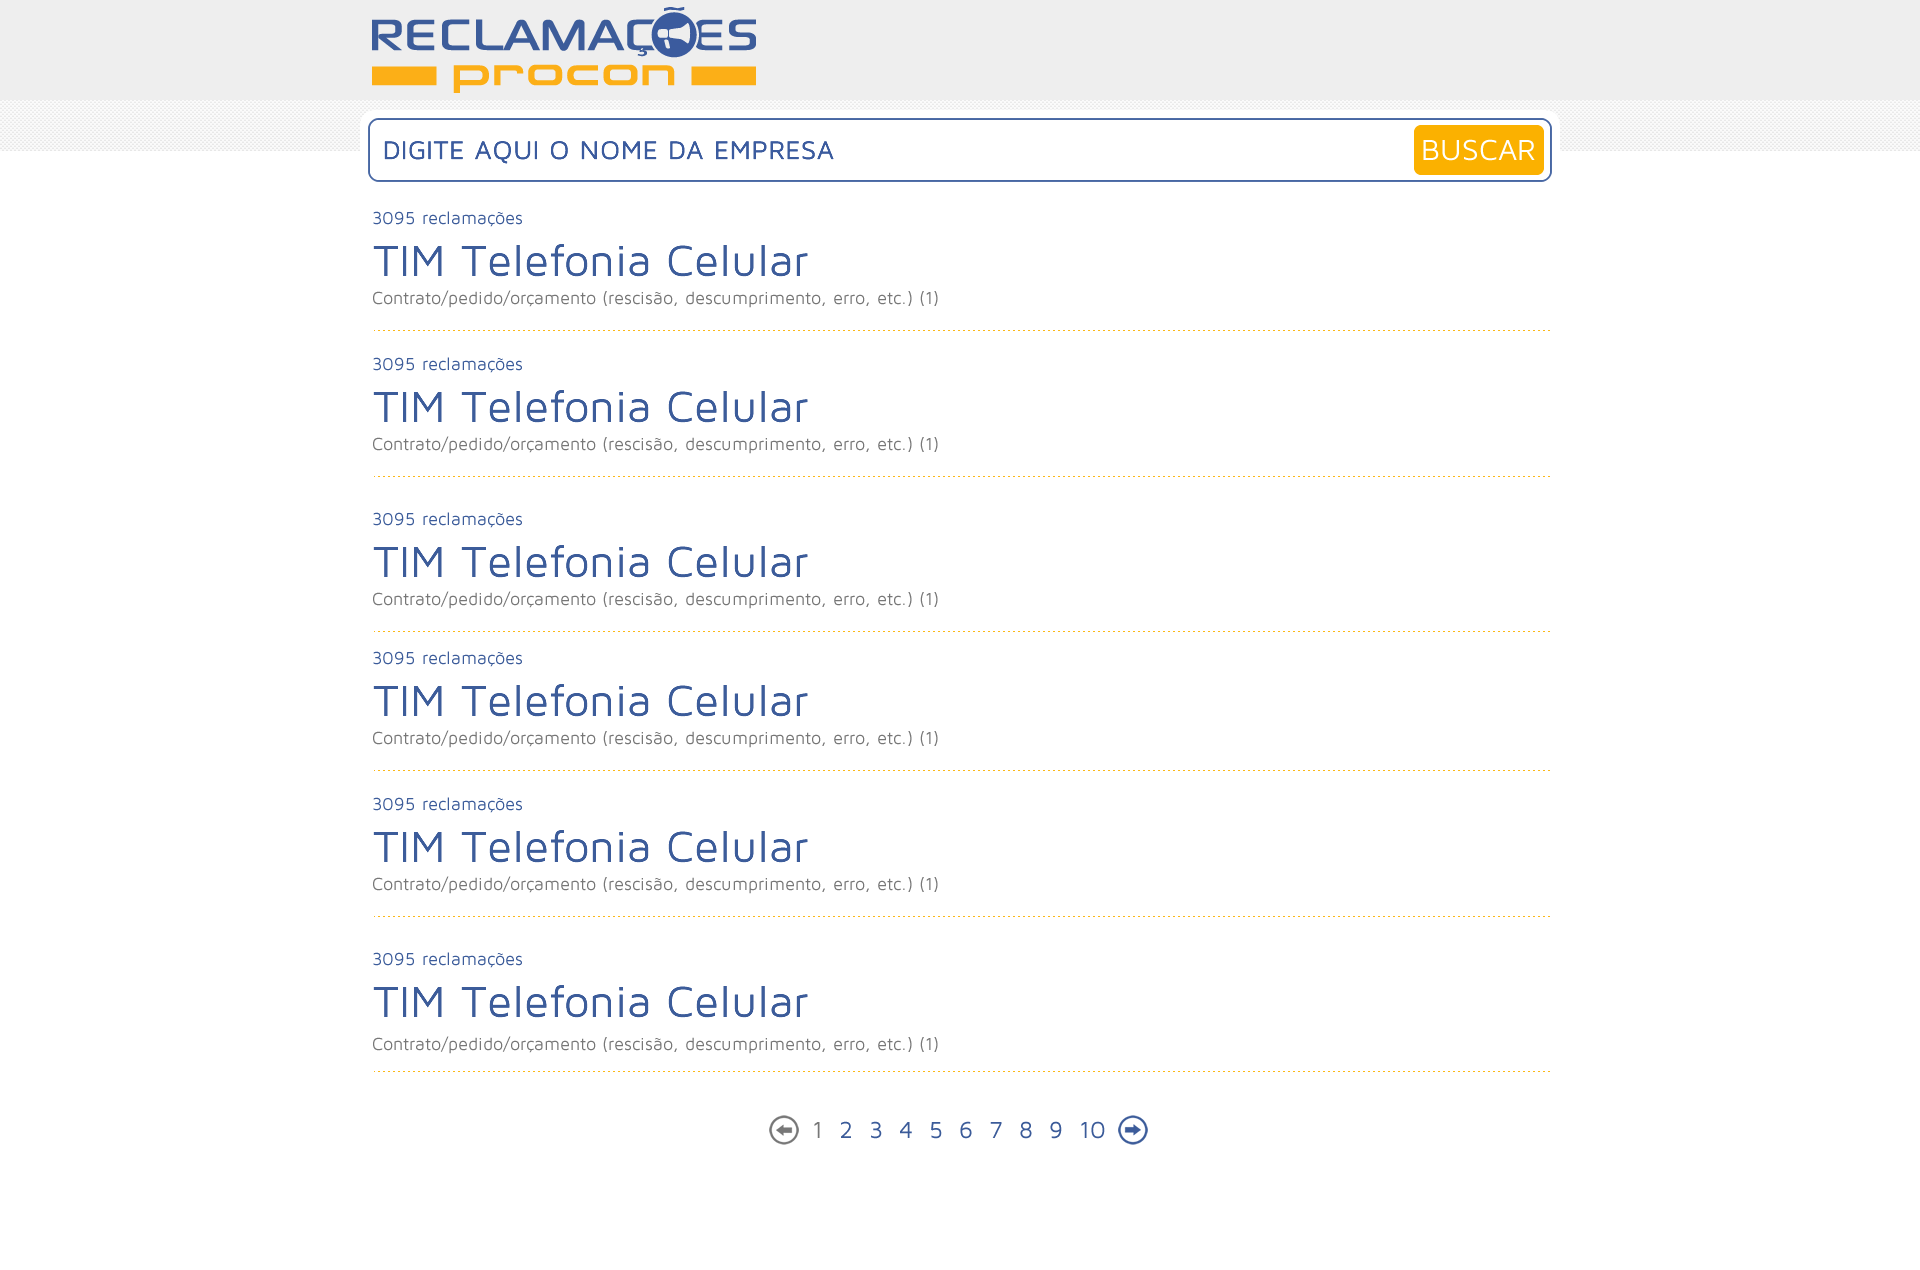 RECLAMAÇÕES
procon
DIGITE AQUI O NOME DA EMPRESA
BUSCAR
3095 reclamações
TIM Telefonia Celular
Contrato/pedido/orçamento (rescisão, descumprimento, erro, etc.) (1)
3095 reclamações
TIM Telefonia Celular
Contrato/pedido/orçamento (rescisão, descumprimento, erro, etc.) (1)
3095 reclamações
TIM Telefonia Celular
Contrato/pedido/orçamento (rescisão, descumprimento, erro, etc.) (1)
3095 reclamações
TIM Telefonia Celular
Contrato/pedido/orçamento (rescisão, descumprimento, erro, etc.) (1)
3095 reclamações
TIM Telefonia Celular
Contrato/pedido/orçamento (rescisão, descumprimento, erro, etc.) (1)
3095 reclamações
TIM Telefonia Celular
Contrato/pedido/orçamento (rescisão, descumprimento, erro, etc.) (1)
1 2 3 4 5 6 7 8 9 10